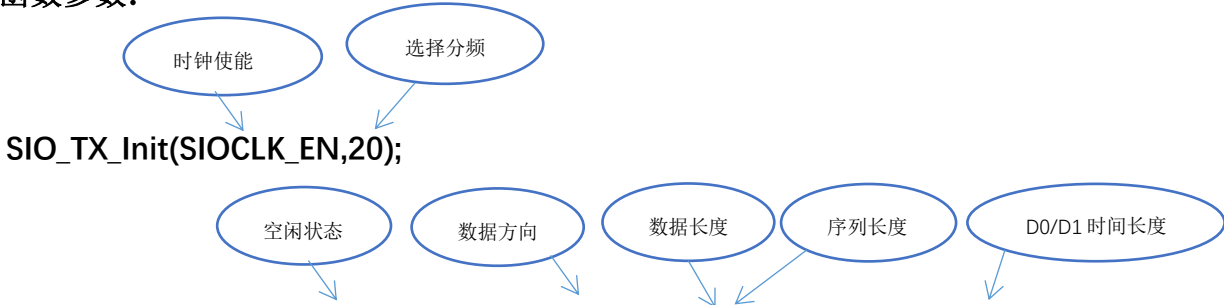 函数参数：
时钟使能
选择分频
SIO_TX_Init(SIOCLK_EN,20);
空闲状态
数据方向
数据长度
序列长度
D0/D1 时间长度